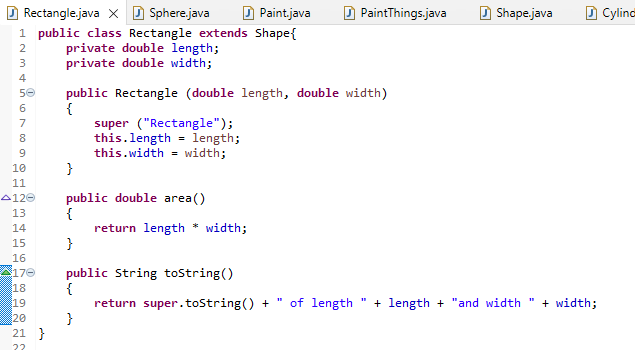 Rectangle.java Sphere.java Paint.java PaintThings.java Shape.java Cylind
1 public class Rectangle extends Shape{
2 private double length;
3 private double width;
4
5 public Rectangle (double length, double width)
6 {
7 super ("Rectangle");
8 this.length = length;
9 this.width = width;
10 }
11
12 public double area()
13 {
14 return length * width;
15 }
16
17 public String toString()
18 {
19 return super.toString() + " of length " + length + "and width " + width;
20 }
21 }
22